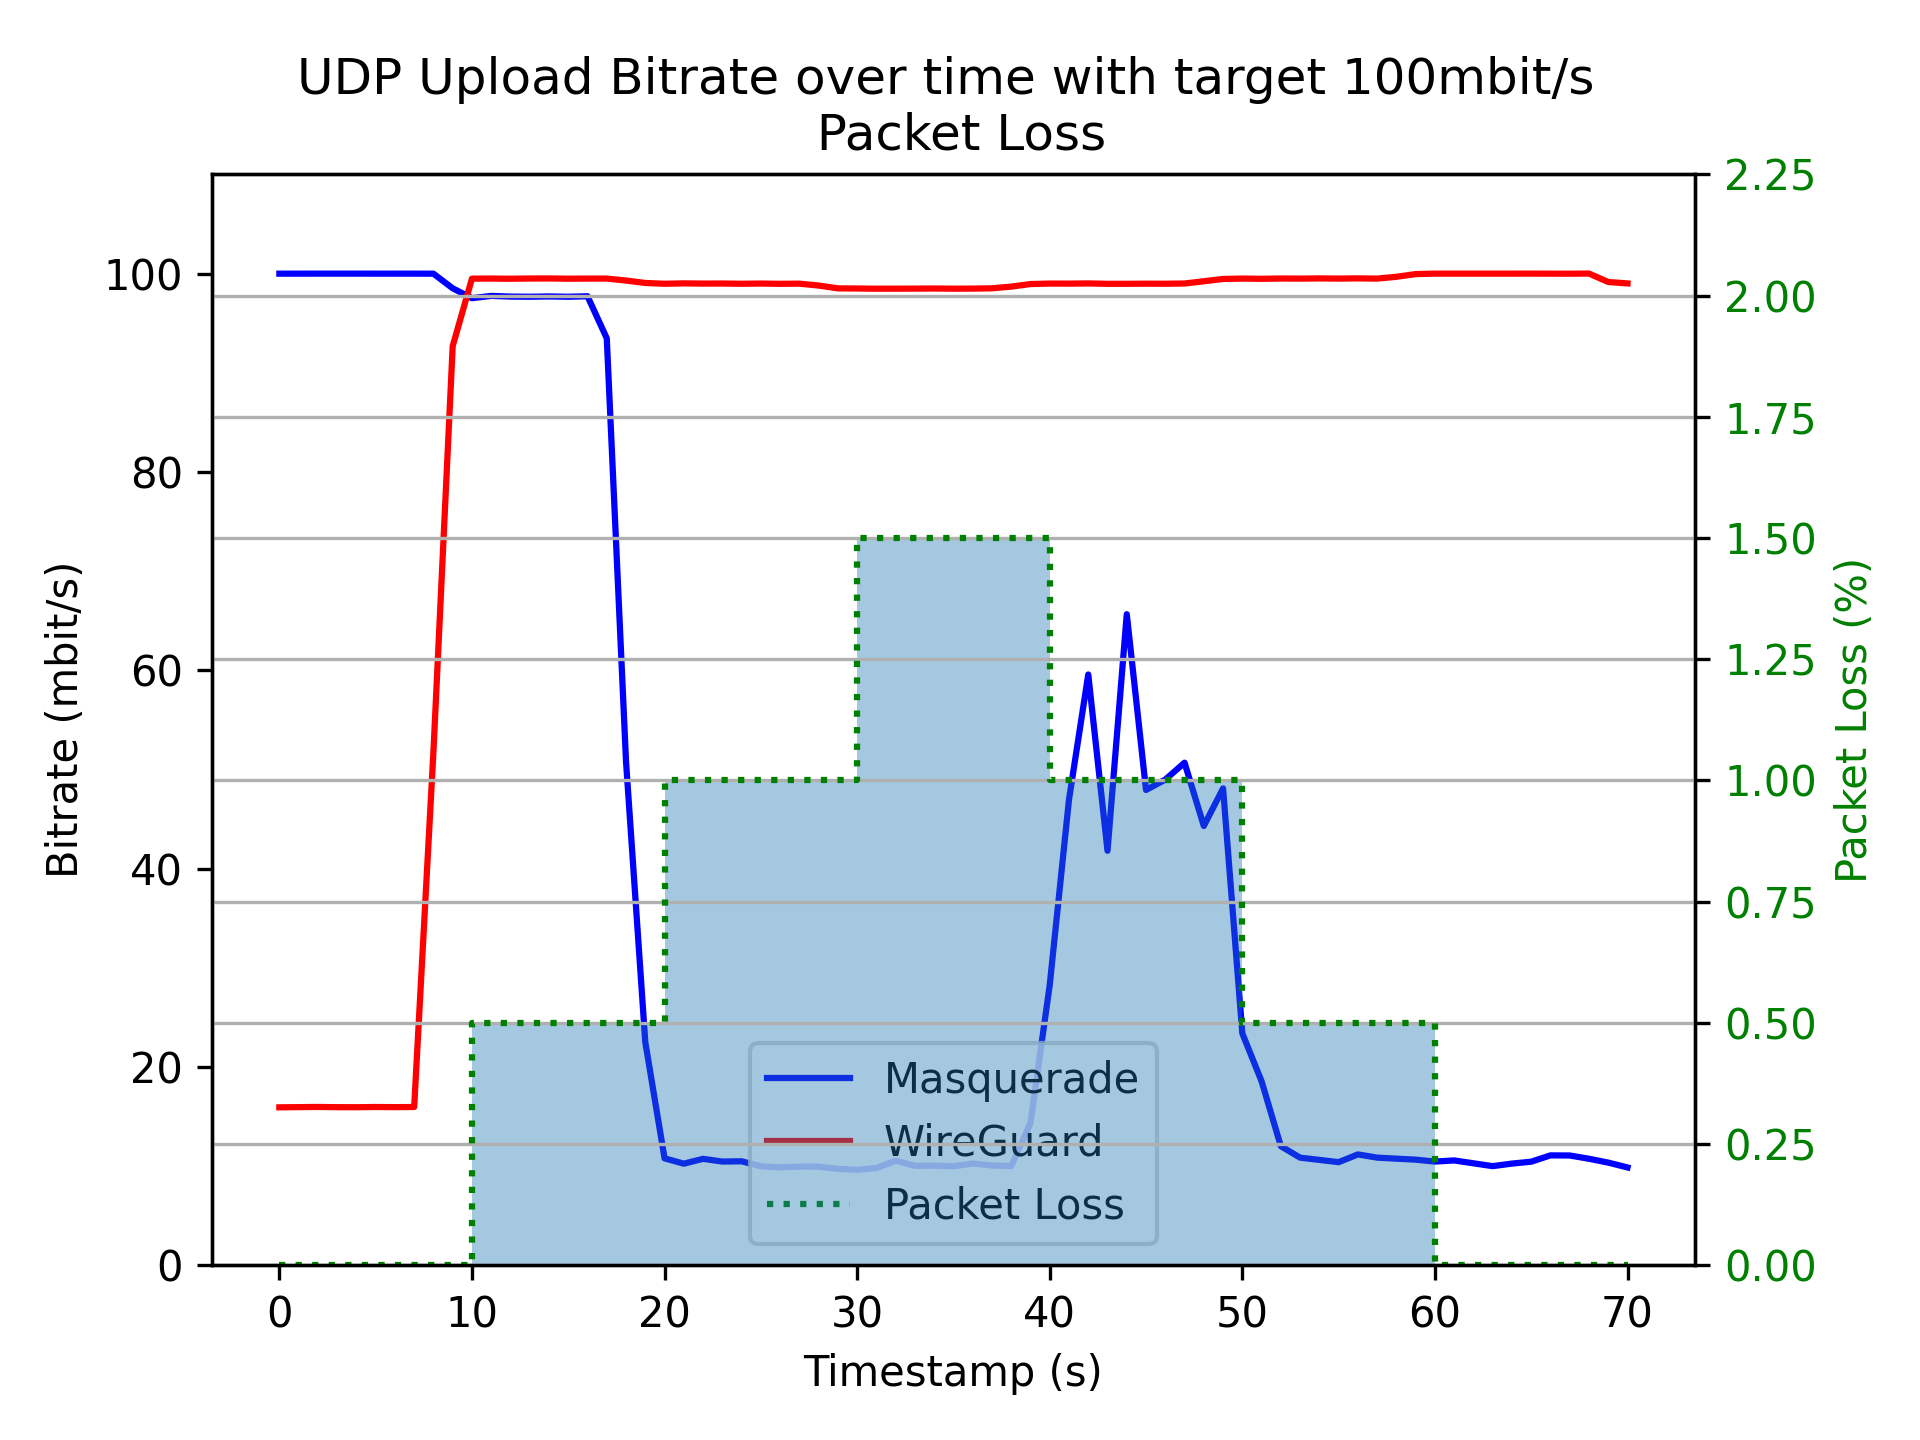 UDP Upload Bitrate over time with target 100mbit/s
Packet Loss
Bitrate (mbit/s)
100
80
60
40
20
0
2.25
2.00
1.75
1.50
1.25
1.00
0.75
0.50
0.25
0.00
Packet Loss (%)
Masquerade
WireGuard
Packet Loss
0 10 20 30 40 50 60 70
Timestamp (s)